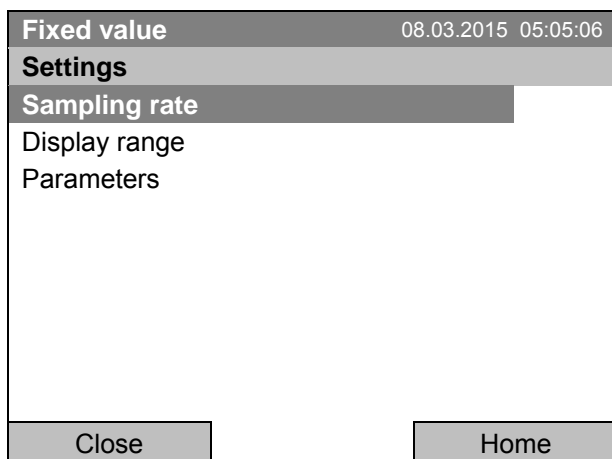 Fixed value 08.03.2015 05:05:06
Settings
Sampling rate
Display range
Parameters
Close Home